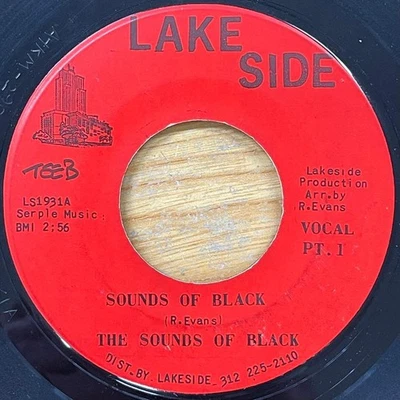 LAKE
SIDE
TEEB
LS1931A
Serple Music
BMI 2:56
Lakeside
Production
Arr.by
R.Evans
VOCAL
PT. I
SOUNDS OF BLACK
(R.Evans)
THE SOUNDS OF BLACK
DIST.BY LAKESIDE 312 225-2110